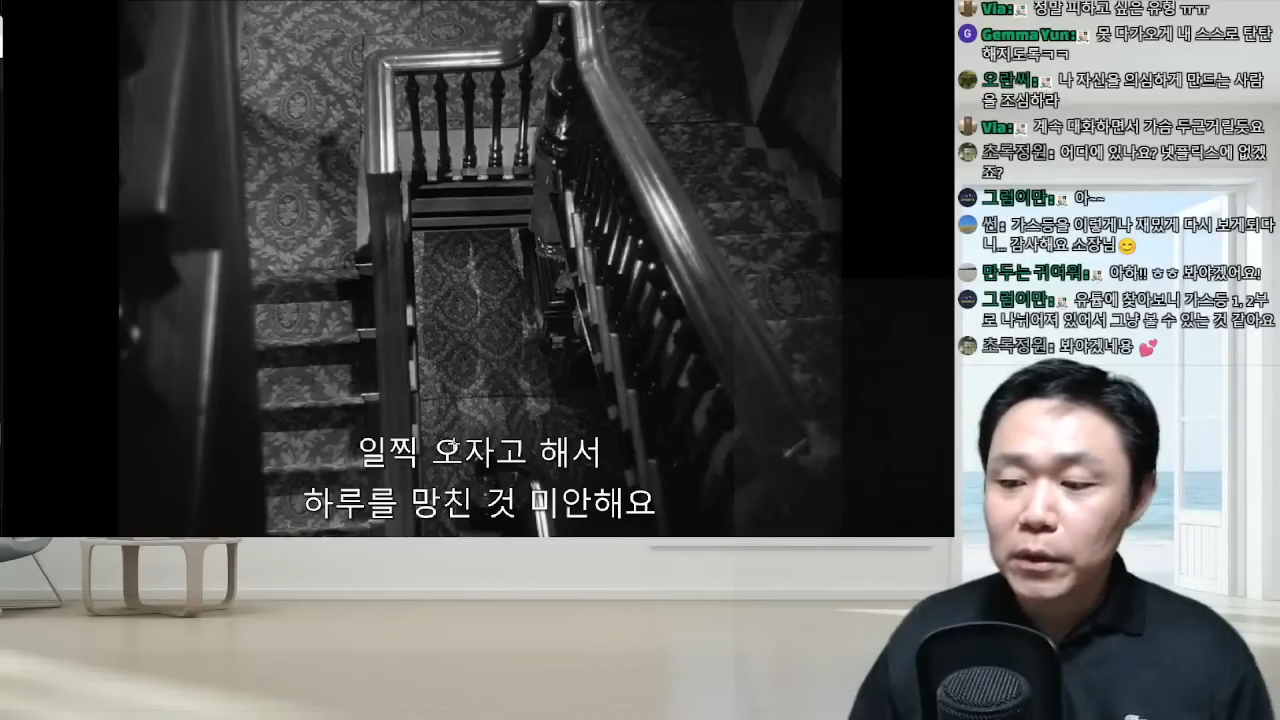 Via: 정말 피하고 싶은 유형 ㅠㅠ
GemmaYun: 못 다가오게 내 스스로 탄탄
해지도록ㅋㅋ
오란씨: 나 자신을 의심하게 만드는 사람
을 조심하라
Via: 계속 대화하면서 가슴 두근거릴듯요
초록정원: 어디에 있나요? 넷플릭스에 없겠
죠?
그럼이만: 아~~
썬: 가스등을 이렇게나 재밌게 다시 보게되다
니... 감사해요 소장님😊
만두는 귀여워: 아하!! ㅎㅎ 봐야겠어요!
그럼이만: 유튭에 찾아보니 가스등 1, 2부
로 나뉘어져 있어서 그냥 볼 수 있는 것 같아요
초록정원: 봐야겠네용 💕
일찍 오자고 해서
하루를 망친 것 미안해요
G